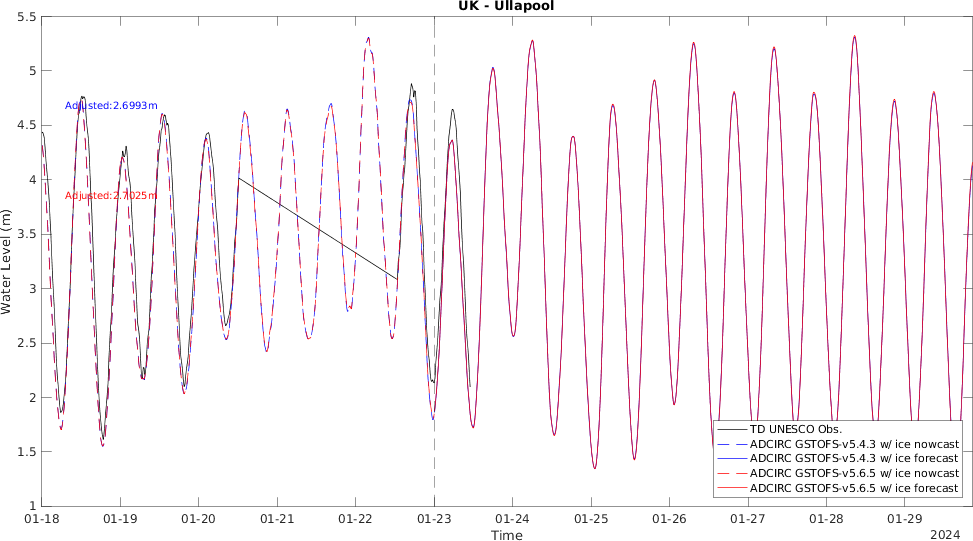 UK - Ullapool
5.5
5
4.5
4
3.5
3
2.5
2
1.5
1
Water Level (m)
Adjusted:2.6993m
Adjusted:2.7025m
TD UNESCO Obs.
ADCIRC GSTOFS-v5.4.3 w/ ice nowcast
ADCIRC GSTOFS-v5.4.3 w/ ice forecast
ADCIRC GSTOFS-v5.6.5 w/ ice nowcast
ADCIRC GSTOFS-v5.6.5 w/ ice forecast
01-18 01-19 01-20 01-21 01-22 01-23 01-24 01-25 01-26 01-27 01-28 01-29
Time
2024